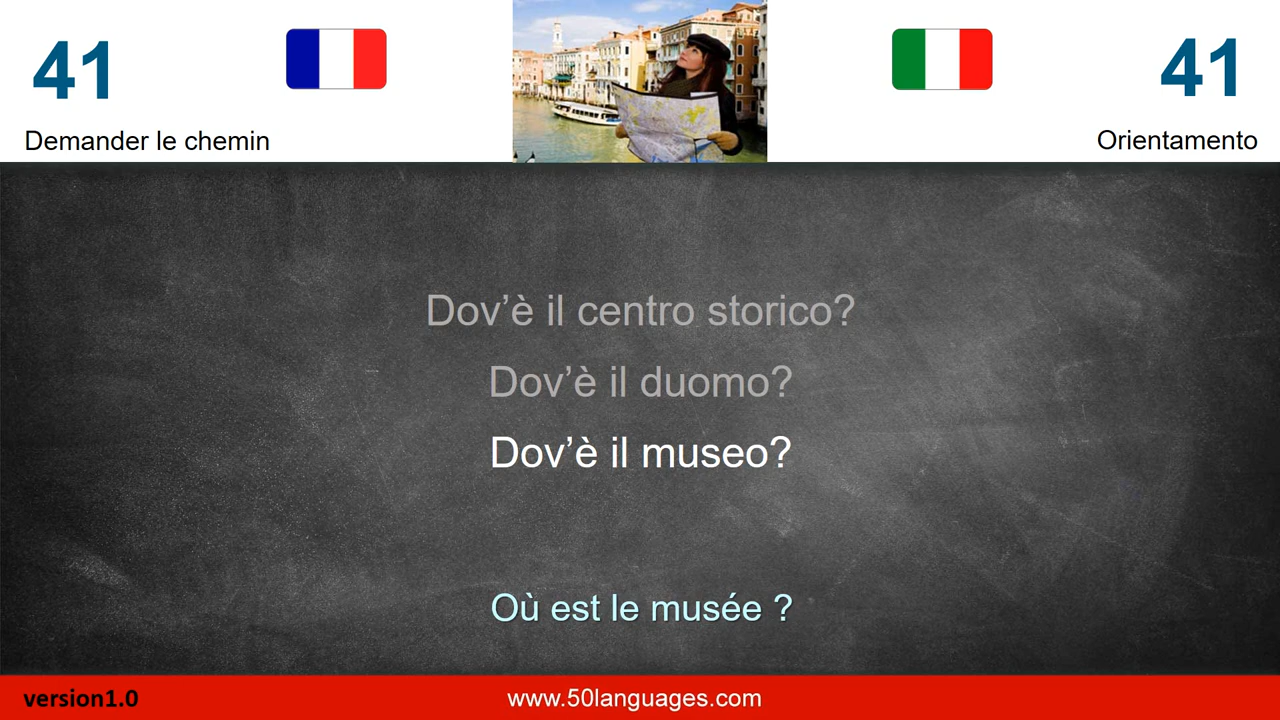 41
41
Demander le chemin
Orientamento
Dov’è il centro storico?
Dov’è il duomo?
Dov’è il museo?
Où est le musée ?
version1.0
www.50languages.com